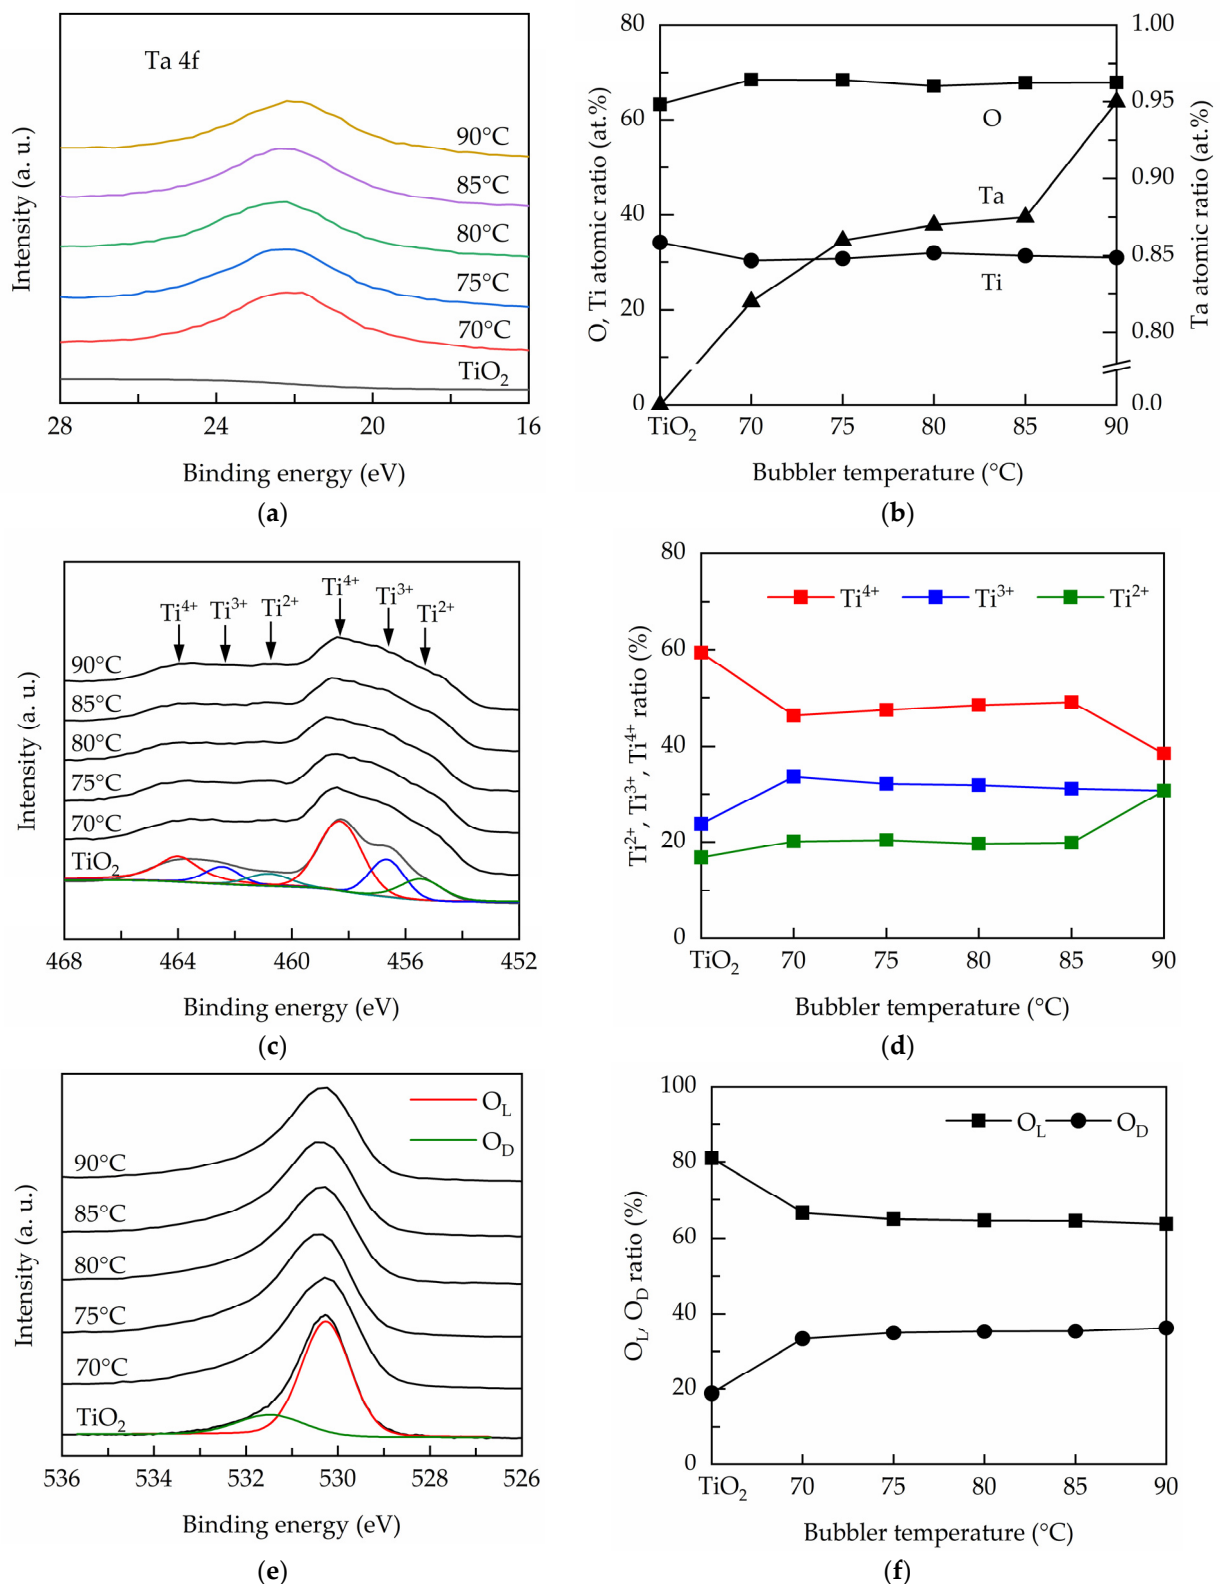 Ta 4f
90°C
85°C
80°C
75°C
70°C
TiO2
28 24 20 16
Binding energy (eV)
Intensity (a. u.)
(a)
80
60
40
20
0
1.00
0.95
0.90
0.85
0.80
0.0
O
Ta
Ti
TiO2 70 75 80 85 90
Bubbler temperature (°C)
O, Ti atomic ratio (at.%)
Ta atomic ratio (at.%)
(b)
Ti4+ Ti3+ Ti2+ Ti4+ Ti3+ Ti2+
90°C
85°C
80°C
75°C
70°C
TiO2
468 464 460 456 452
Binding energy (eV)
Intensity (a. u.)
(c)
80
60
40
20
0
Ti4+ Ti3+ Ti2+
TiO2 70 75 80 85 90
Bubbler temperature (°C)
Ti2+, Ti3+, Ti4+ ratio (%)
(d)
OL
OD
90°C
85°C
80°C
75°C
70°C
TiO2
536 534 532 530 528 526
Binding energy (eV)
Intensity (a. u.)
(e)
100
80
60
40
20
0
OL OD
TiO2 70 75 80 85 90
Bubbler temperature (°C)
OL, OD ratio (%)
(f)